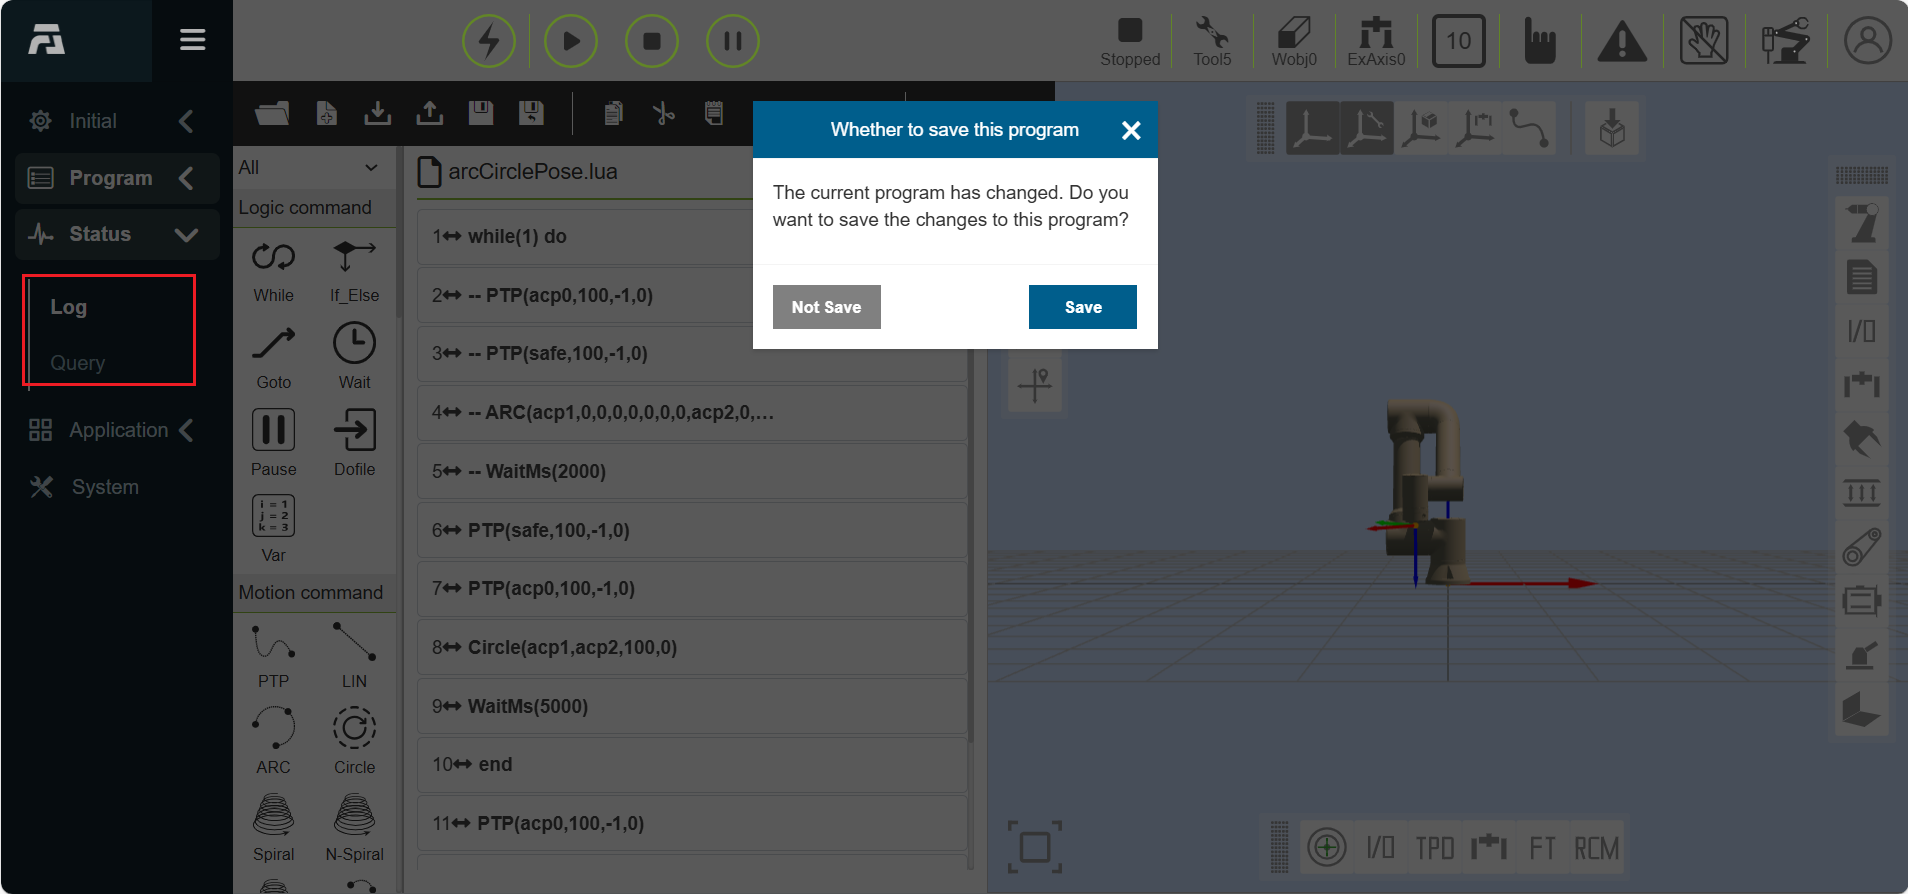 Stopped
Tool5
Wobj0
ExAxis0
10
Initial
Program
Status
Log
Query
Application
System
All
Logic command
While
If_Else
Goto
Wait
Pause
Dofile
i = 1
j = 2
k = 3
Var
Motion command
PTP
LIN
ARC
Circle
Spiral
N-Spiral
arcCirclePose.lua
1 while(1) do
2 -- PTP(acp0,100,-1,0)
3 -- PTP(safe,100,-1,0)
4 -- ARC(acp1,0,0,0,0,0,0,0,acp2,0,...
5 -- WaitMs(2000)
6 PTP(safe,100,-1,0)
7 PTP(acp0,100,-1,0)
8 Circle(acp1,acp2,100,0)
9 WaitMs(5000)
10 end
11 PTP(acp0,100,-1,0)
Whether to save this program
The current program has changed. Do you
want to save the changes to this program?
Not Save
Save
I/O
I/O
TPD
FT
RCM